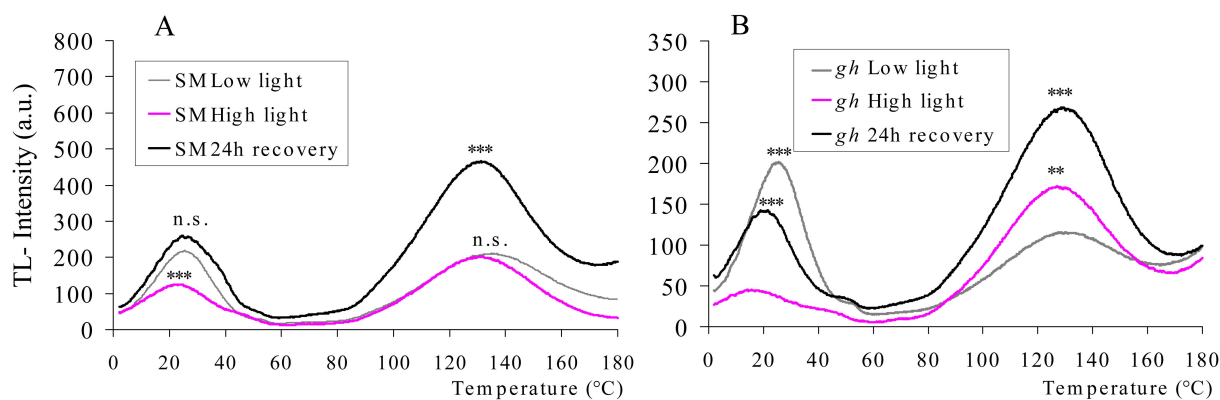 A
800
700
600
500
400
300
200
100
0
TL- Intensity (a.u.)
SM Low light
SM High light
SM 24h recovery
n.s.
***
***
n.s.
0 20 40 60 80 100 120 140 160 180
Temperature (°C)
B
350
300
250
200
150
100
50
0
gh Low light
gh High light
gh 24h recovery
***
***
***
**
0 20 40 60 80 100 120 140 160 180
Temperature (°C)